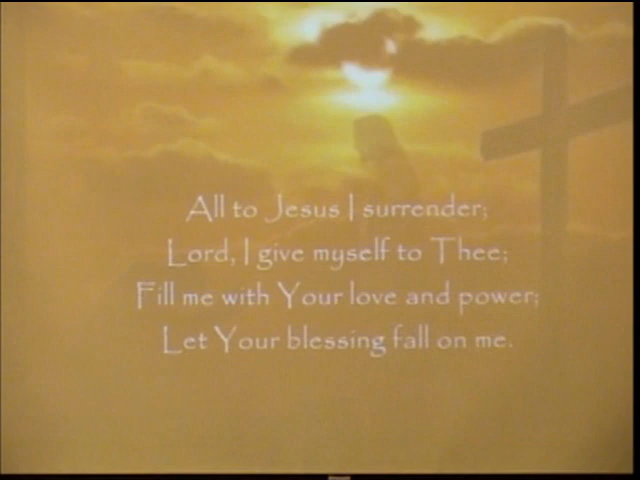 All to Jesus I surrender;
Lord, I give myself to Thee;
Fill me with Your love and power;
Let Your blessing fall on me.